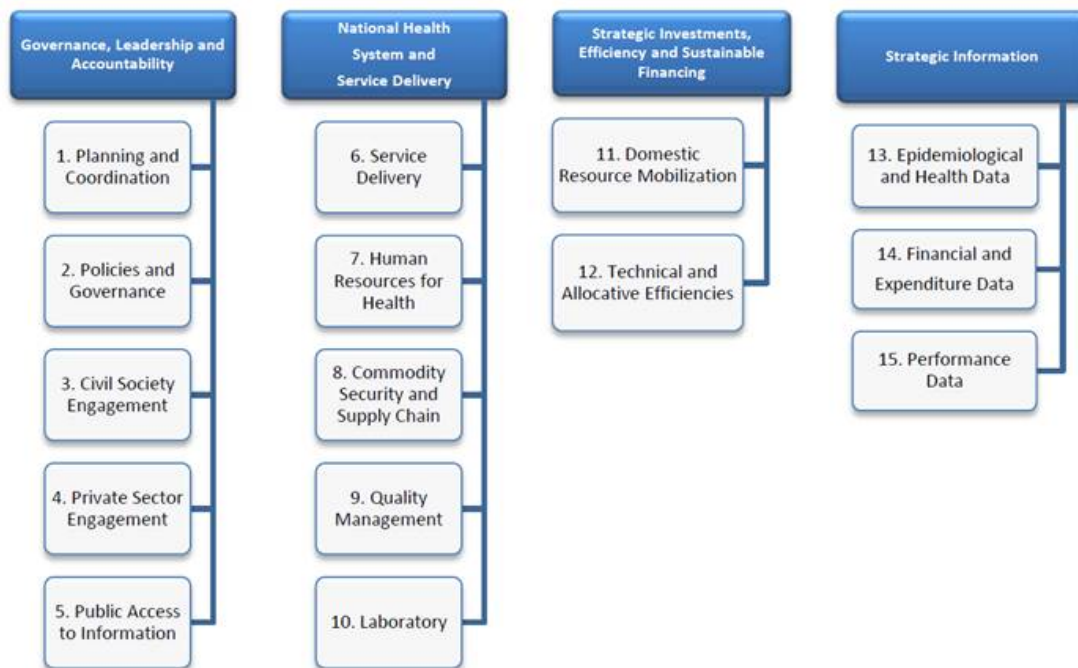 Governance, Leadership and
Accountability
1. Planning and
Coordination
2. Policies and
Governance
3. Civil Society
Engagement
4. Private Sector
Engagement
5. Public Access
to Information
National Health
System and
Service Delivery
6. Service
Delivery
7. Human
Resources for
Health
8. Commodity
Security and
Supply Chain
9. Quality
Management
10. Laboratory
Strategic Investments,
Efficiency and Sustainable
Financing
11. Domestic
Resource Mobilization
12. Technical and
Allocative Efficiencies
Strategic Information
13. Epidemiological
and Health Data
14. Financial and
Expenditure Data
15. Performance
Data